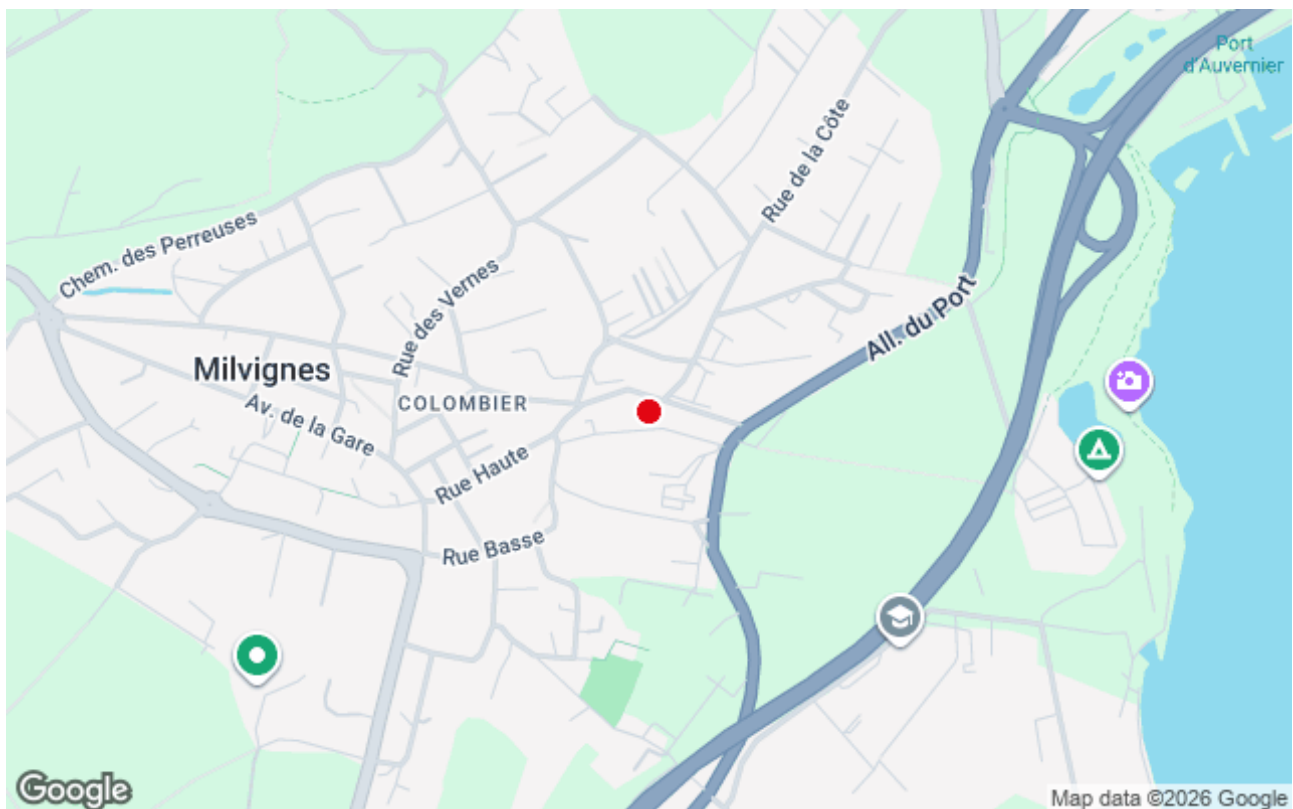 Port
d'Auvernier
Rue de la Côte
Chem. des Perreuses
Rue des Vernes
All. du Port
Milvignes
COLOMBIER
Av. de la Gare
Rue Haute
Rue Basse
Google
Map data ©2026 Google